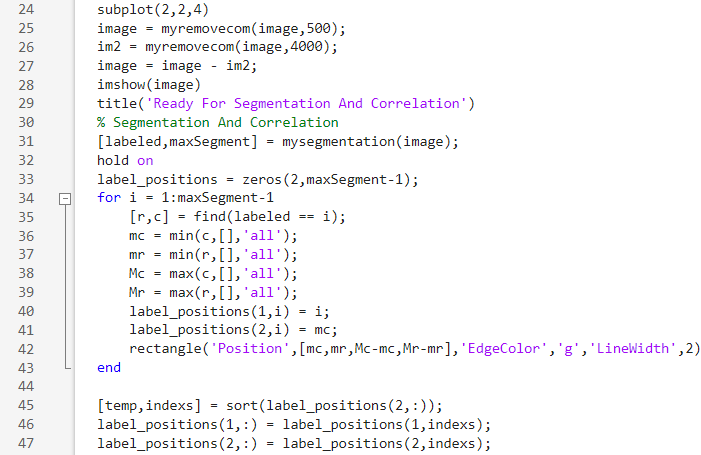 24 subplot(2,2,4)
25 image = myremovecom(image,500);
26 im2 = myremovecom(image,4000);
27 image = image - im2;
28 imshow(image)
29 title('Ready For Segmentation And Correlation')
30 % Segmentation And Correlation
31 [labeled,maxSegment] = mysegmentation(image);
32 hold on
33 label_positions = zeros(2,maxSegment-1);
34 for i = 1:maxSegment-1
35     [r,c] = find(labeled == i);
36     mc = min(c,[],'all');
37     mr = min(r,[],'all');
38     Mc = max(c,[],'all');
39     Mr = max(r,[],'all');
40     label_positions(1,i) = i;
41     label_positions(2,i) = mc;
42     rectangle('Position',[mc,mr,Mc-mc,Mr-mr],'EdgeColor','g','LineWidth',2)
43 end
44
45 [temp,indexs] = sort(label_positions(2,:));
46 label_positions(1,:) = label_positions(1,indexs);
47 label_positions(2,:) = label_positions(2,indexs);